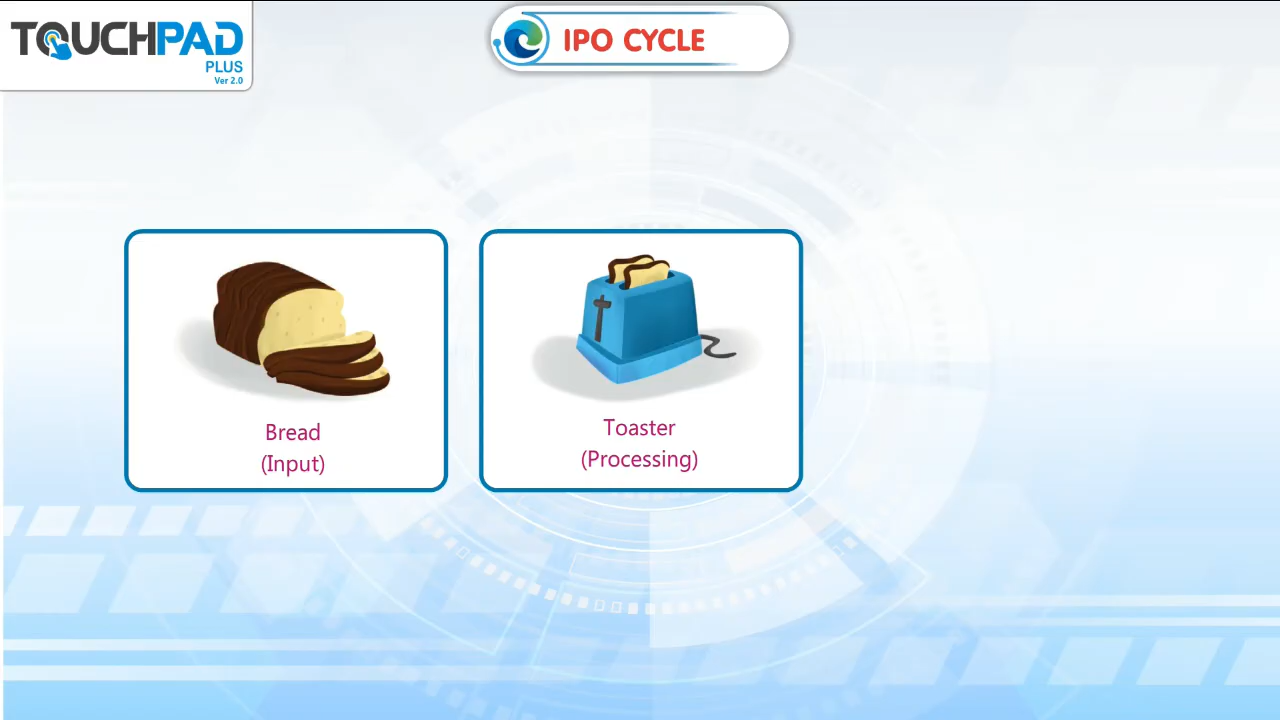 TOUCHPAD
PLUS
Ver 2.0
IPO CYCLE
Bread
(Input)
Toaster
(Processing)